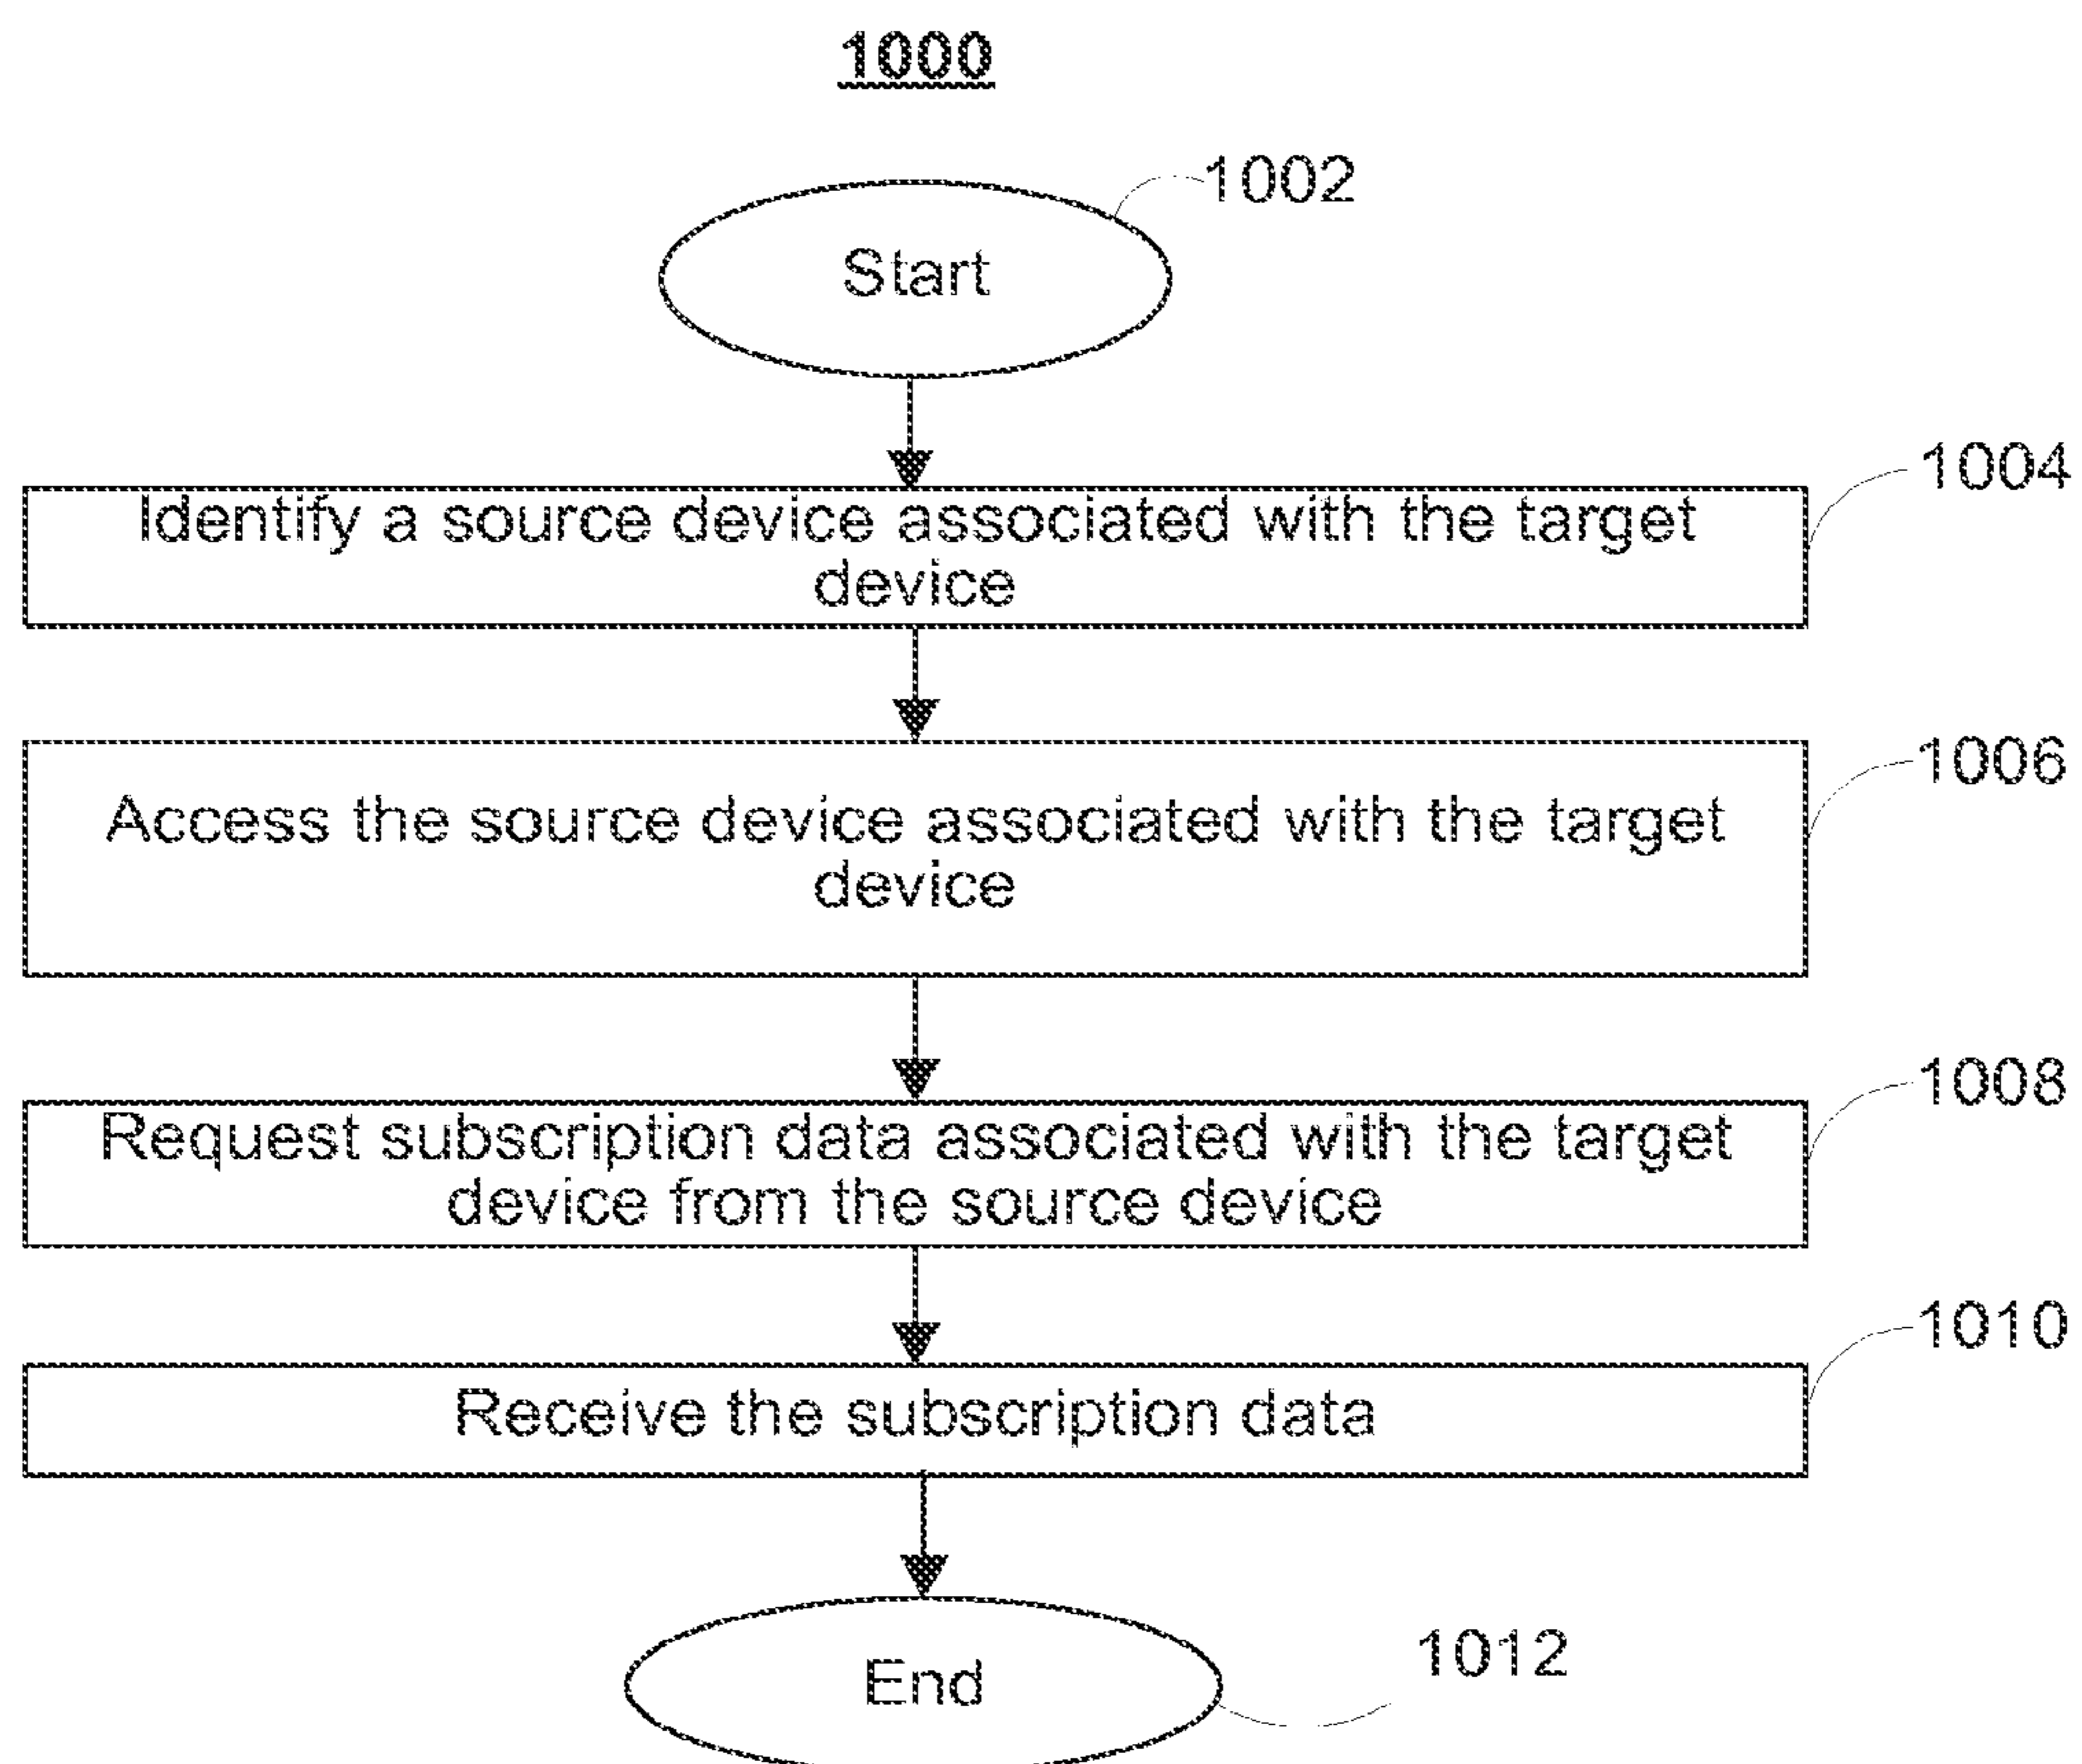 1000
1002
Start
1004
Identify a source device associated with the target
device
1006
Access the source device associated with the target
device
1008
Request subscription data associated with the target
device from the source device
1010
Receive the subscription data
1012
End